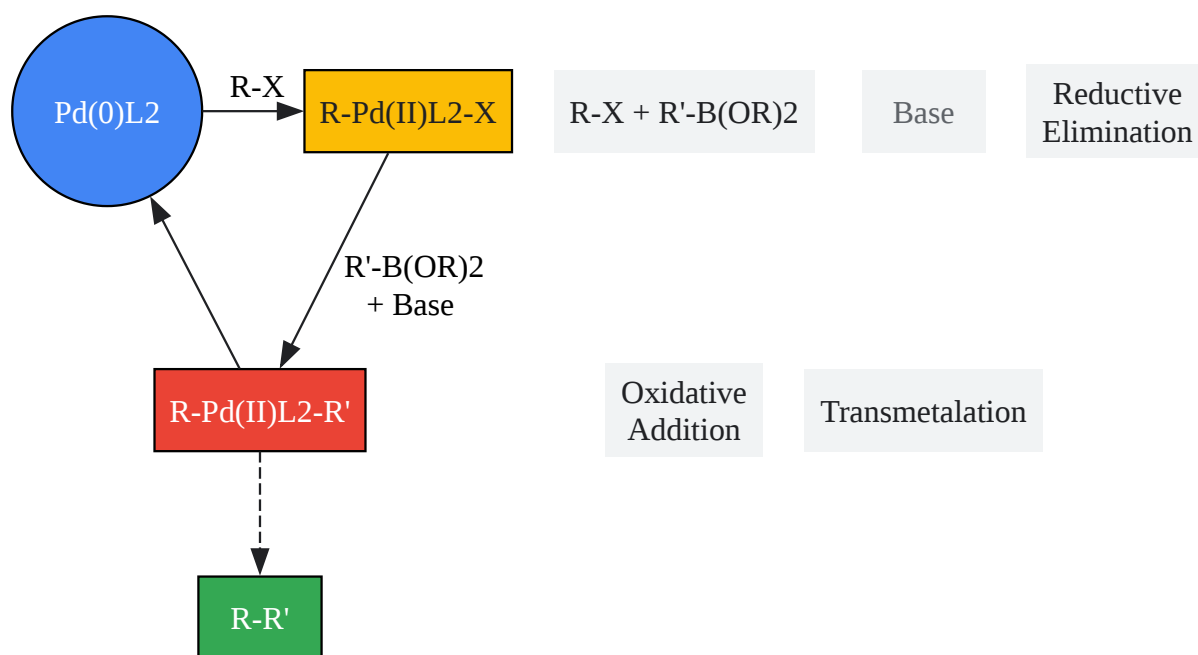 R-X
Pd(0)L2
R-Pd(II)L2-X
R-X + R'-B(OR)2
Base
Reductive
Elimination
R'-B(OR)2
+ Base
R-Pd(II)L2-R'
Oxidative
Addition
Transmetalation
R-R'